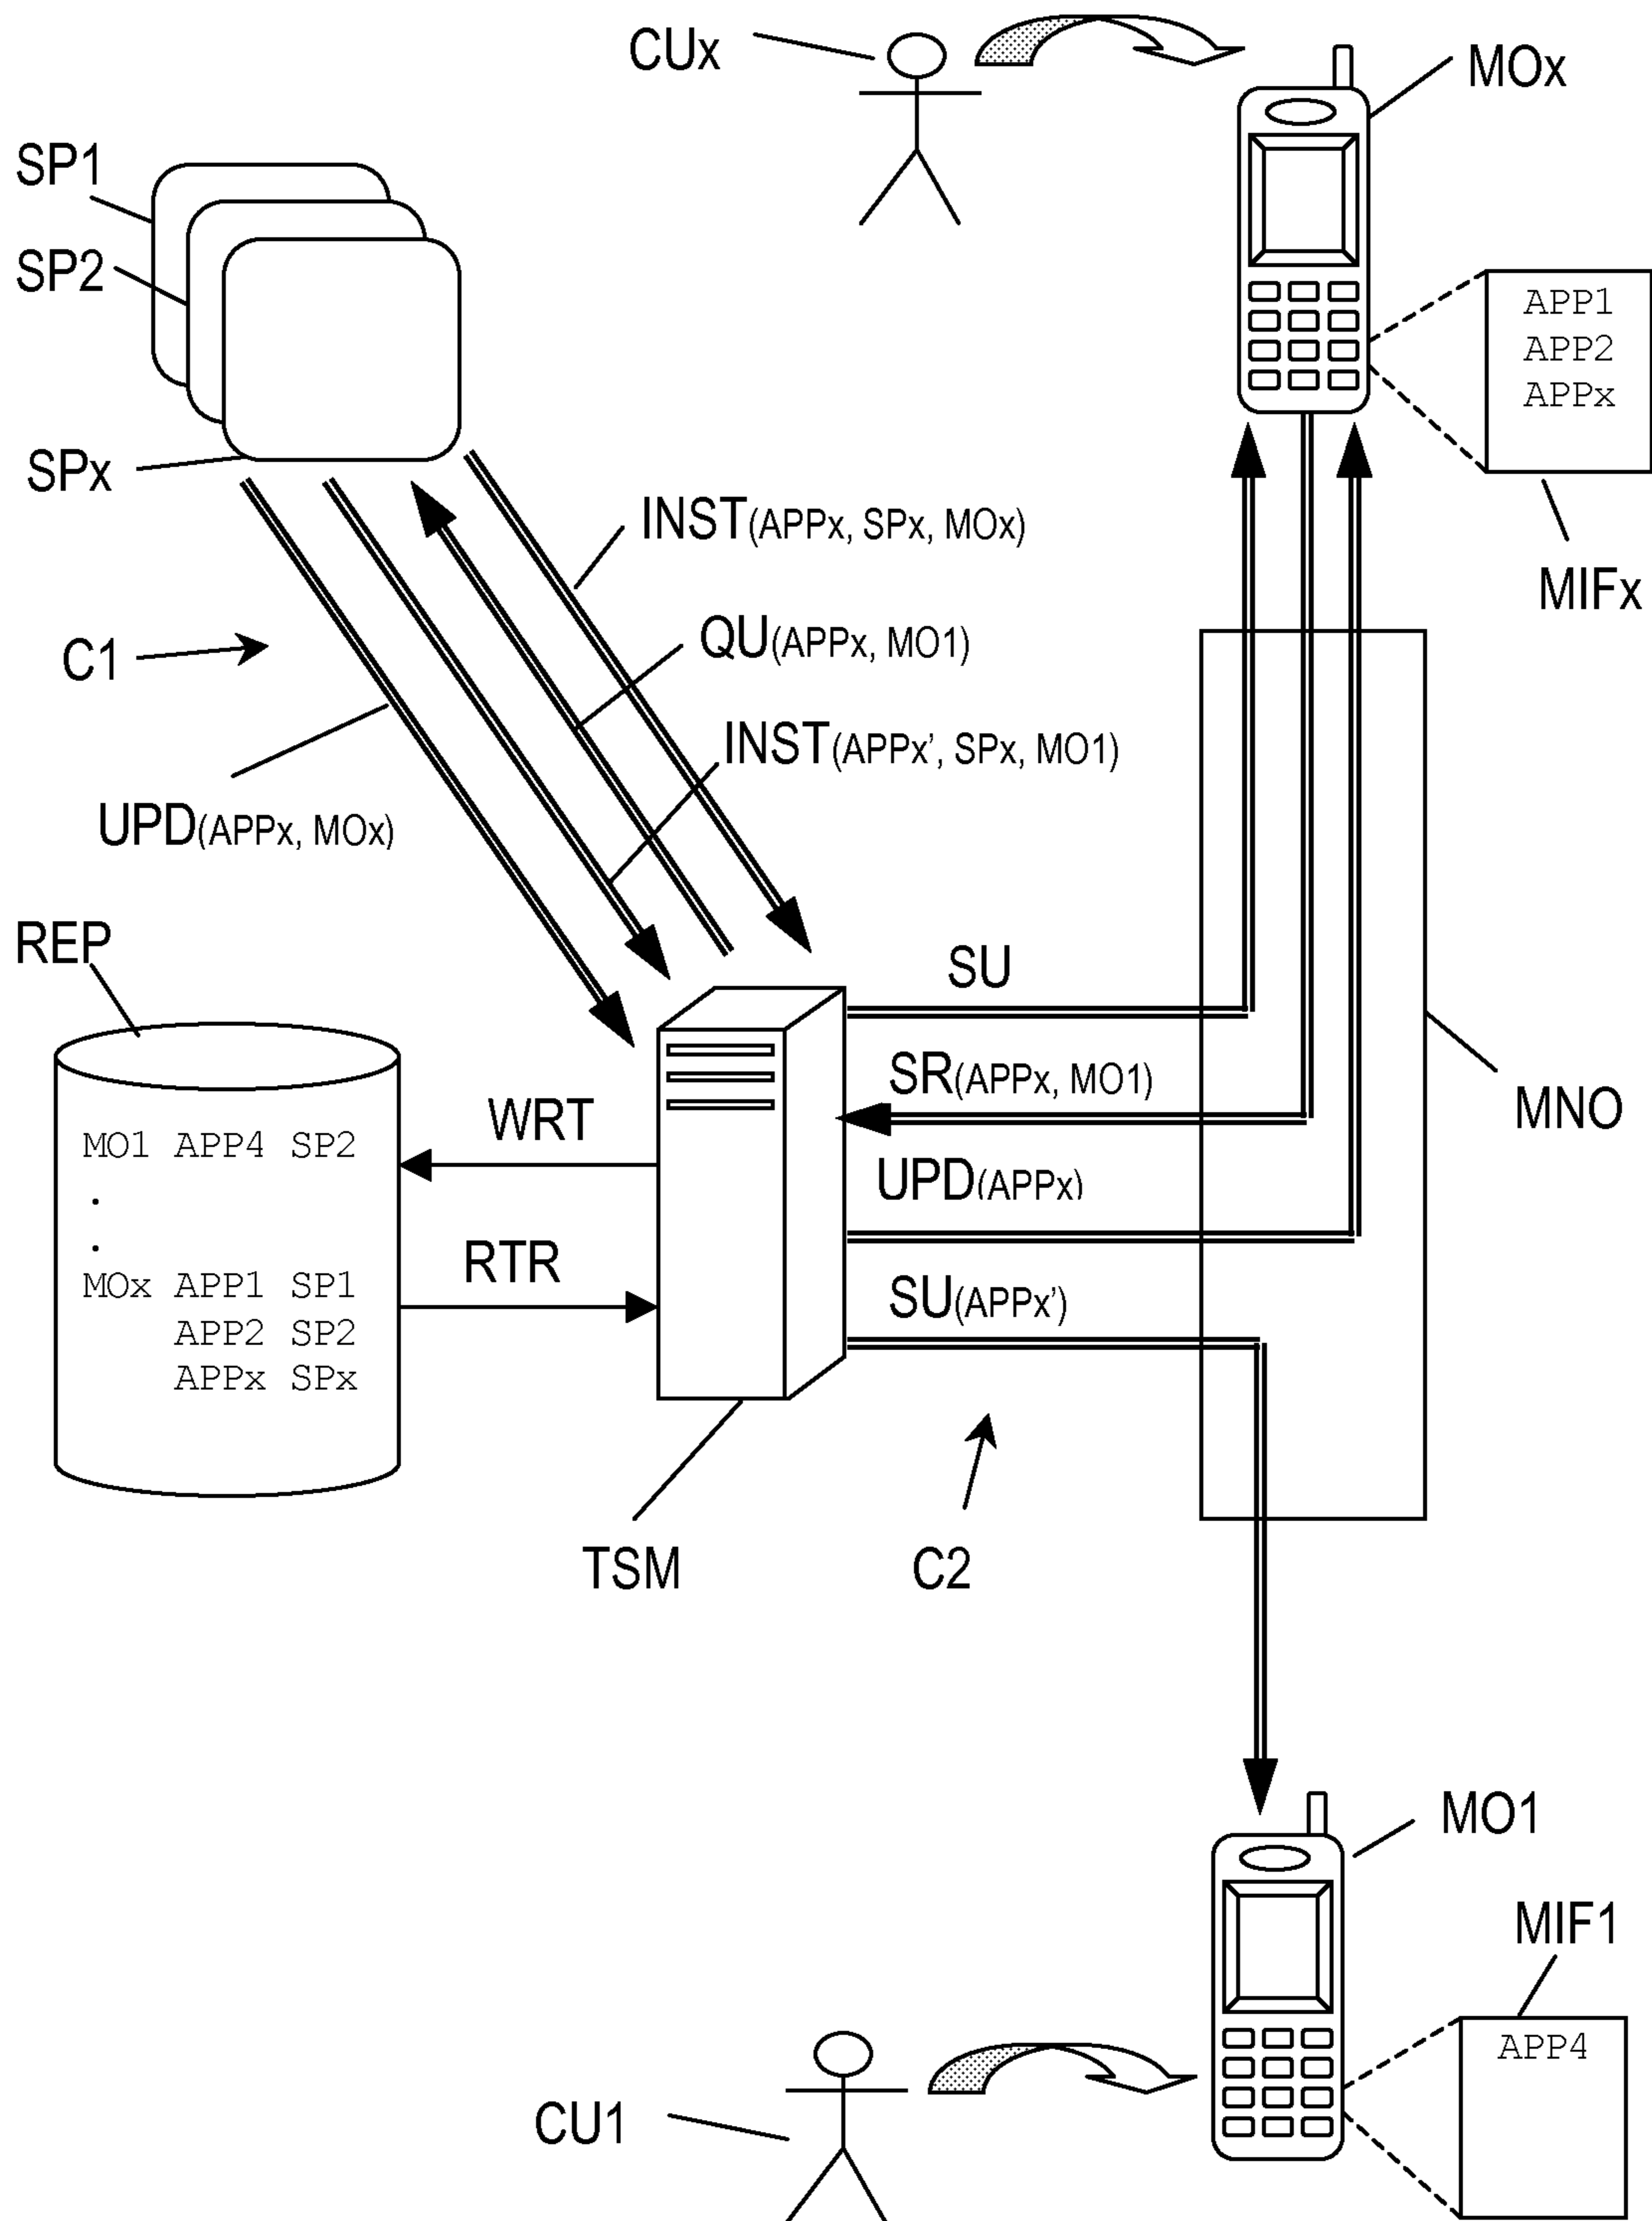 CUx
MOx
SP1
SP2
SPx
APP1
APP2
APPx
MIFx
INST(APPx, SPx, MOx)
QU(APPx, MO1)
C1
INST(APPx’, SPx, MO1)
UPD(APPx, MOx)
REP
SU
SR(APPx, MO1)
MNO
WRT
MO1 APP4 SP2
.
.
UPD(APPx)
RTR
MOx APP1 SP1
APP2 SP2
APPx SPx
SU(APPx’)
TSM
C2
MO1
MIF1
APP4
CU1